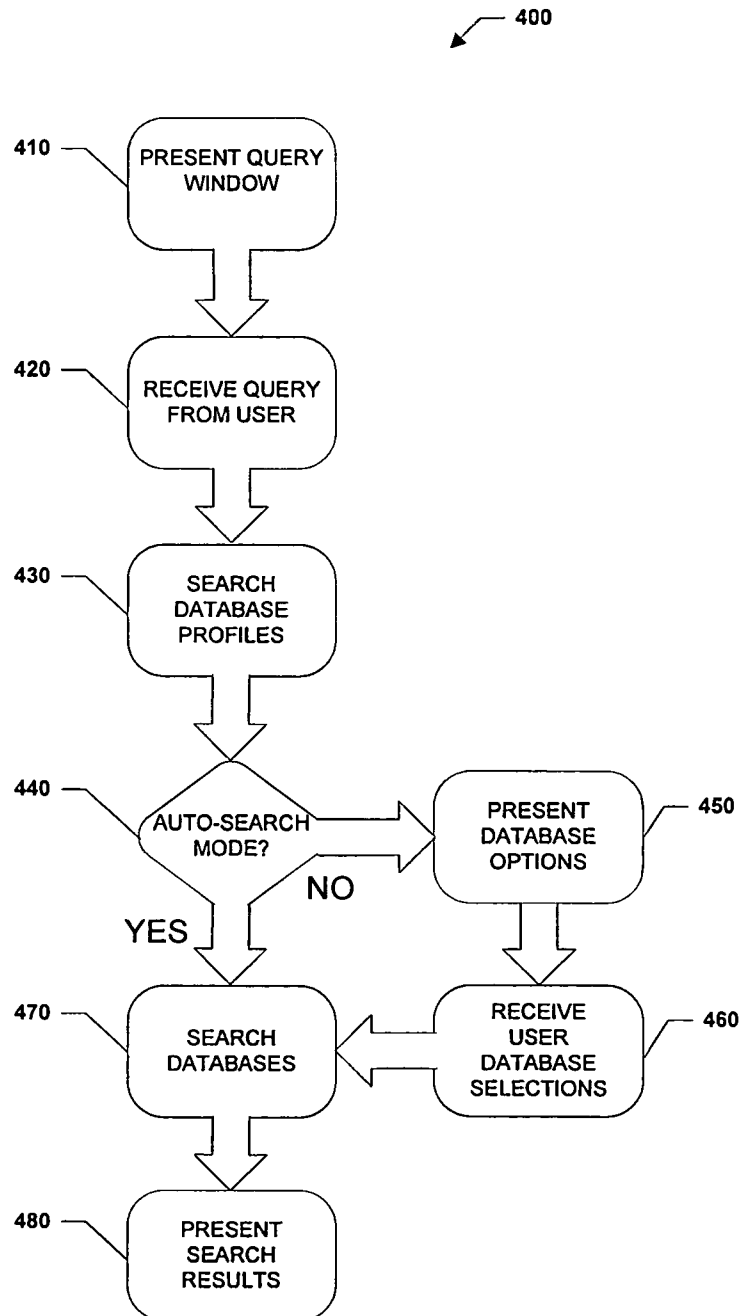 400
410
PRESENT QUERY
WINDOW
420
RECEIVE QUERY
FROM USER
430
SEARCH
DATABASE
PROFILES
440
AUTO-SEARCH
MODE?
NO
YES
450
PRESENT
DATABASE
OPTIONS
460
RECEIVE
USER
DATABASE
SELECTIONS
470
SEARCH
DATABASES
480
PRESENT
SEARCH
RESULTS